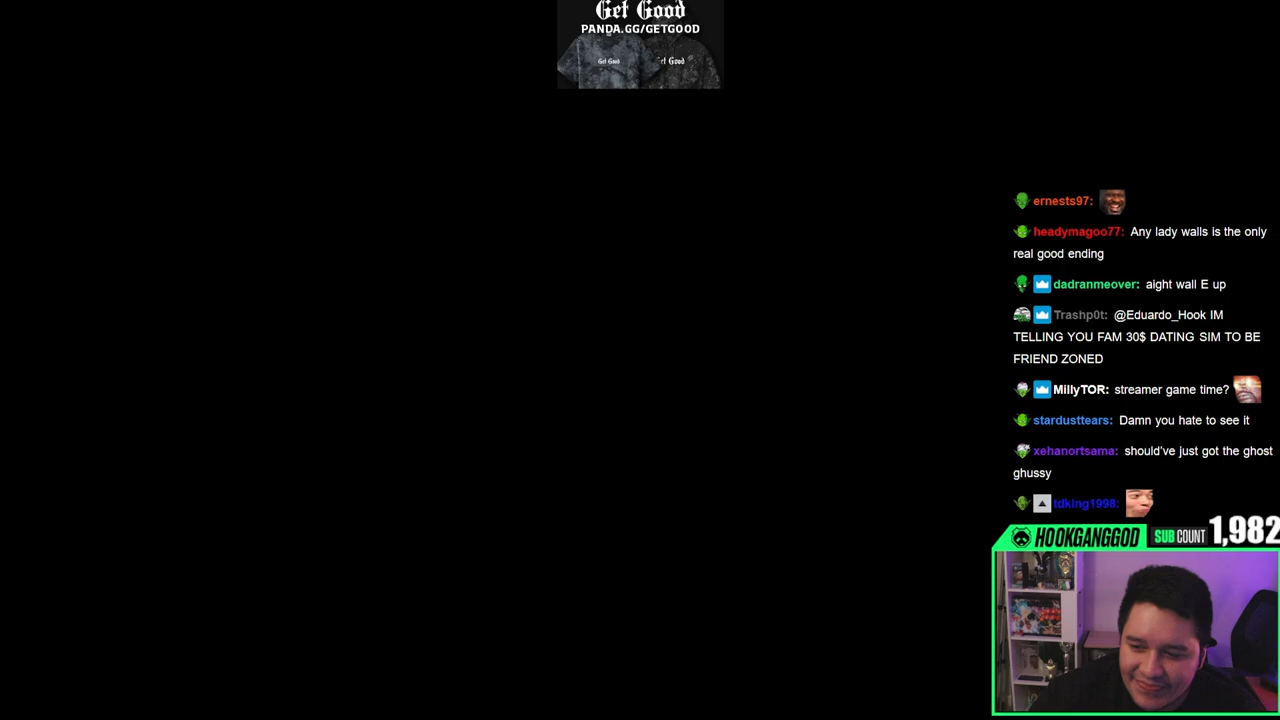 Get Good
PANDA.GG/GETGOOD
Get Good
Get Good
ernests97:
headymagoo77: Any lady walls is the only
real good ending
dadranmeover: aight wall E up
Trashp0t: @Eduardo_Hook IM
TELLING YOU FAM 30$ DATING SIM TO BE
FRIEND ZONED
MillyTOR: streamer game time?
stardusttears: Damn you hate to see it
xehanortsama: should've just got the ghost
ghussy
tdking1998:
HOOKGANGGOD SUB COUNT 1,982